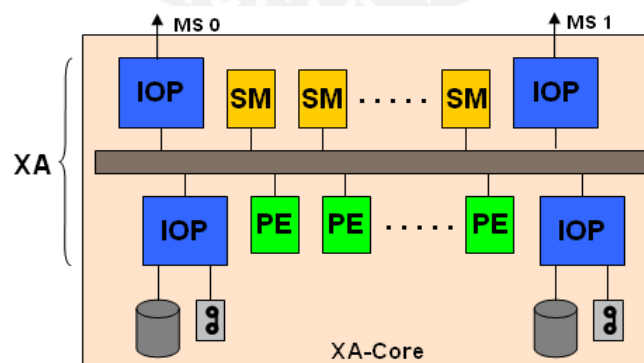 MS 0
MS 1
IOP
SM
SM
. . . . .
SM
IOP
XA
IOP
PE
PE
. . . . .
PE
IOP
XA-Core